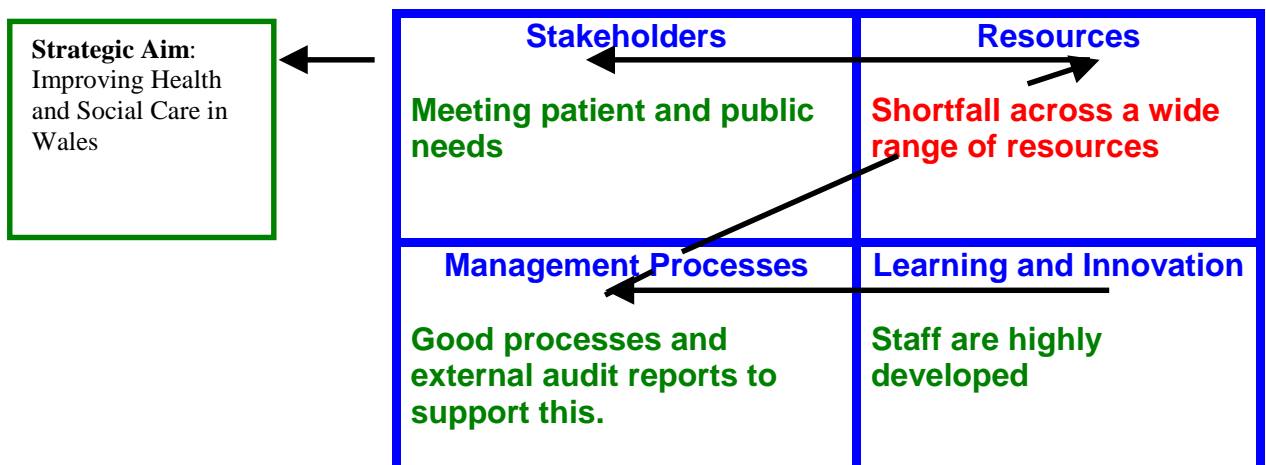 Strategic Aim:
Improving Health
and Social Care in
Wales
Stakeholders
Meeting patient and public
needs
Resources
Shortfall across a wide
range of resources
Management Processes
Good processes and
external audit reports to
support this.
Learning and Innovation
Staff are highly
developed